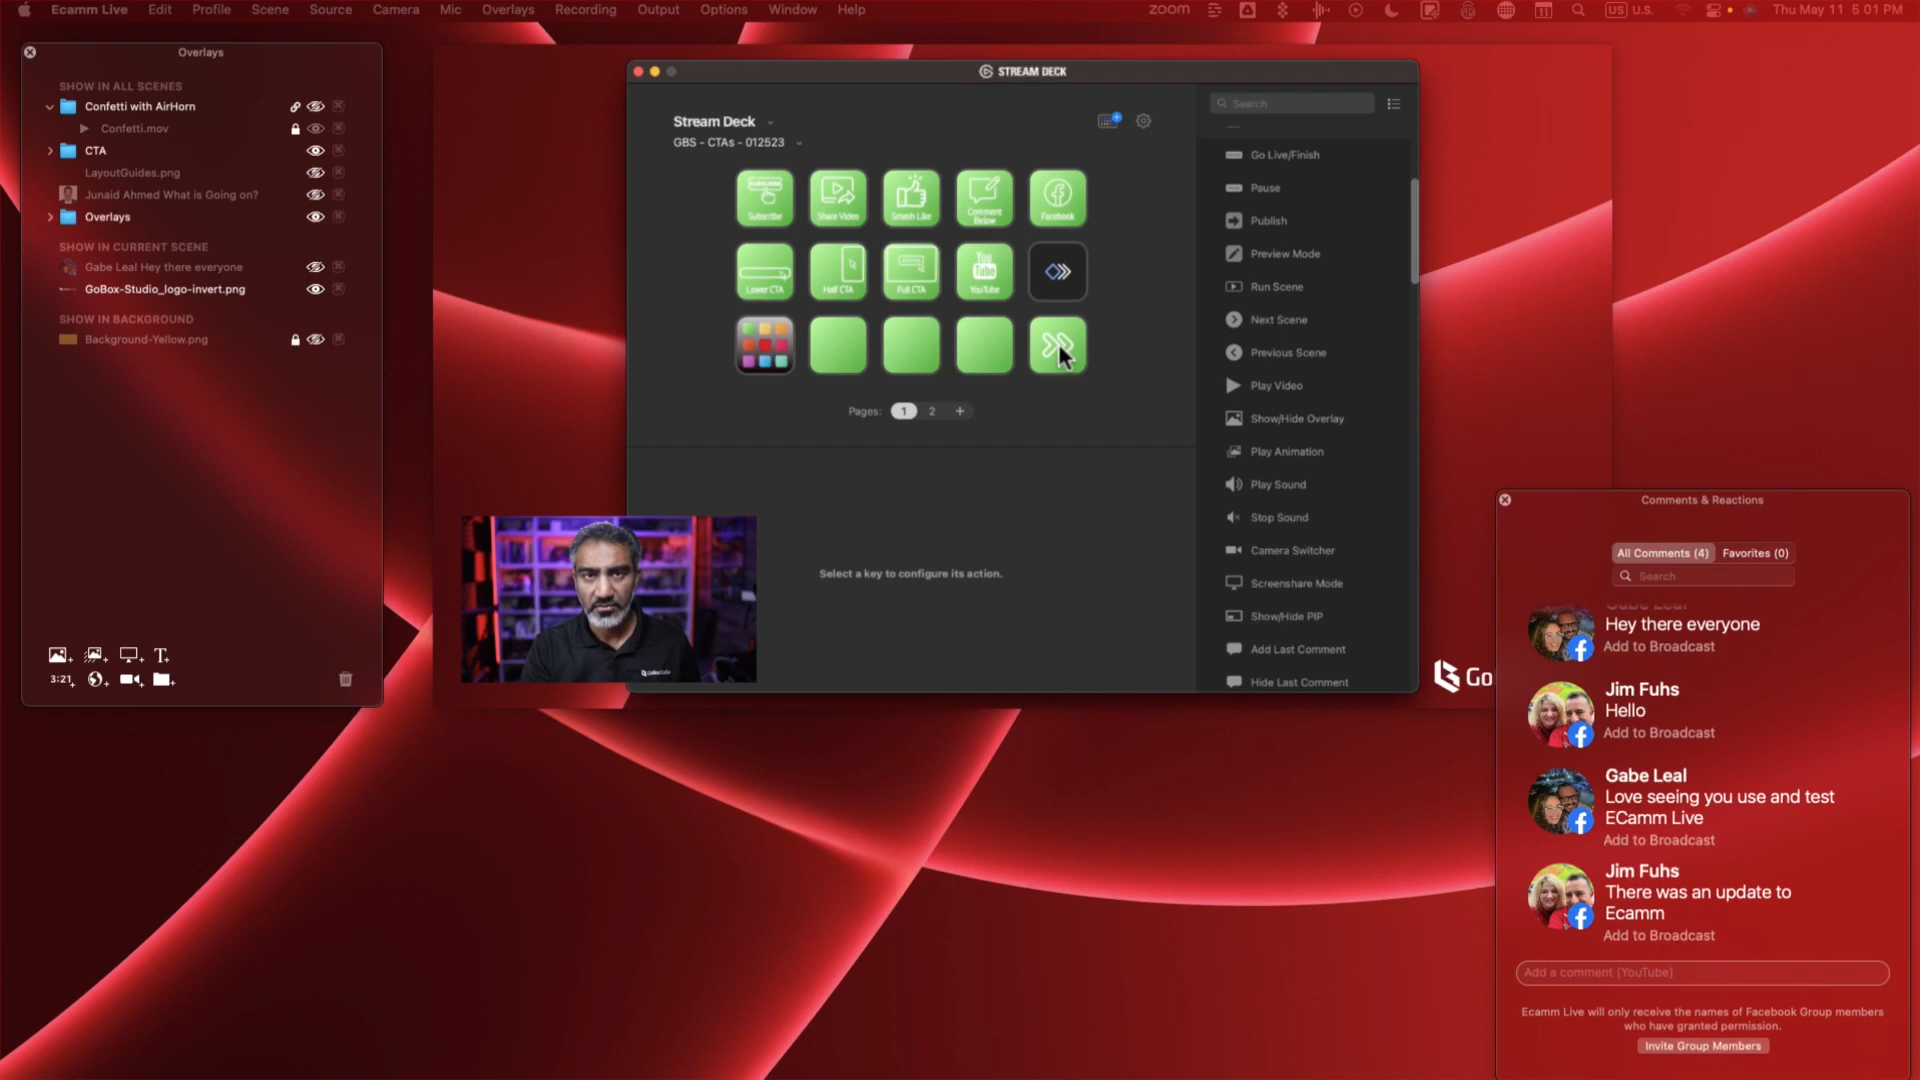 Ecamm Live Edit Profile Scene Source Camera Mic Overlays Recording Output Options Window Help
zoom
11
US U.S.
Thu May 11 5 01 PM
Overlays
SHOW IN ALL SCENES
Confetti with AirHorn
Confetti.mov
CTA
LayoutGuides.png
Junaid Ahmed What is Going on?
Overlays
SHOW IN CURRENT SCENE
Gabe Leal Hey there everyone
GoBox-Studio_logo-invert.png
SHOW IN BACKGROUND
Background-Yellow.png
T+
3:21+
STREAM DECK
Stream Deck
GBS - CTAs - 012523
Subscribe
Share Video
Smash Like
Comment Below
Facebook
Lower CTA
Half CTA
Full CTA
You Tube
YouTube
Pages: 1 2 +
Select a key to configure its action.
Search
Go Live/Finish
Pause
Publish
Preview Mode
Run Scene
Next Scene
Previous Scene
Play Video
Show/Hide Overlay
Play Animation
Play Sound
Stop Sound
Camera Switcher
Screenshare Mode
Show/Hide PIP
Add Last Comment
Hide Last Comment
Go
Comments & Reactions
All Comments (4) Favorites (0)
Search
Gabe Leal
Hey there everyone
Add to Broadcast
Jim Fuhs
Hello
Add to Broadcast
Gabe Leal
Love seeing you use and test
ECamm Live
Add to Broadcast
Jim Fuhs
There was an update to
Ecamm
Add to Broadcast
Add a comment (YouTube)
Ecamm Live will only receive the names of Facebook Group members
who have granted permission.
Invite Group Members